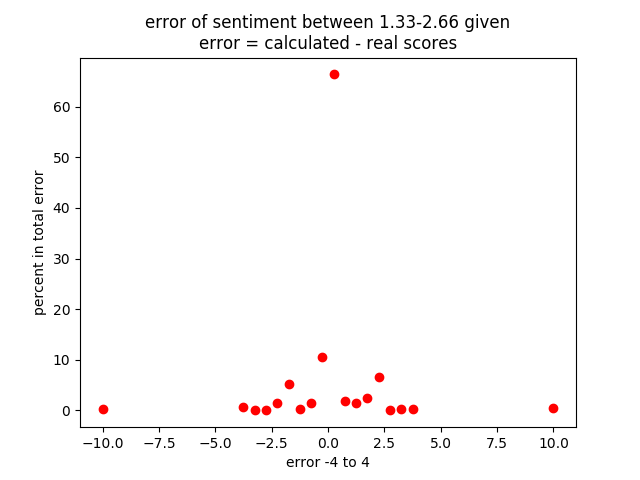 error of sentiment between 1.33-2.66 given
error = calculated - real scores
percent in total error
60
50
40
30
20
10
0
−10.0 −7.5 −5.0 −2.5 0.0 2.5 5.0 7.5 10.0
error -4 to 4